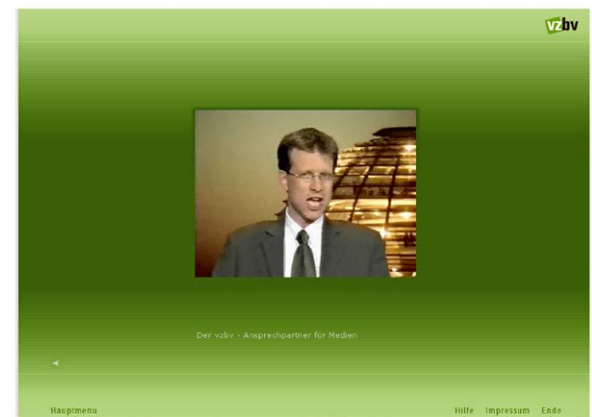 vzbv
Der vzbv - Ansprechpartner für Medien
Hauptmenu
Hilfe Impressum Ende